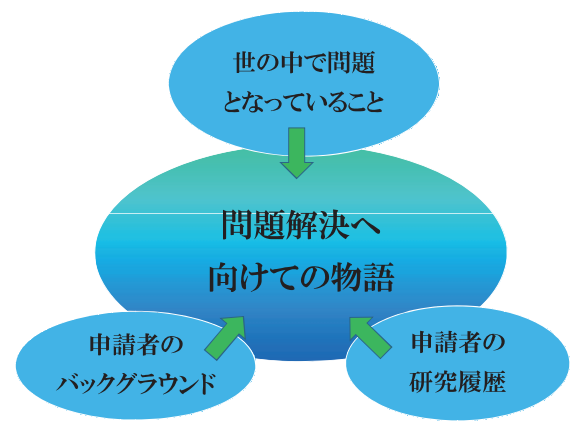 世の中で問題
となっていること
問題解決へ
向けての物語
申請者の
バックグラウンド
申請者の
研究履歴